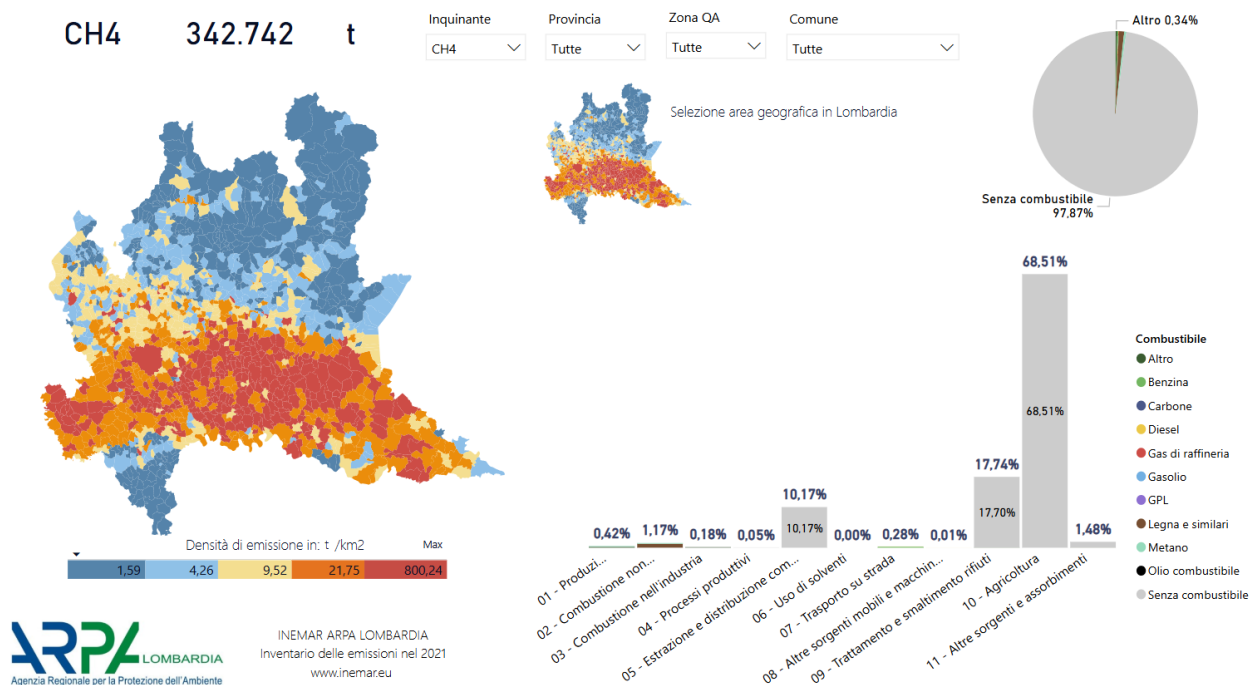 CH4 342.742 t
Inquinante
CH4
Provincia
Tutte
Zona QA
Tutte
Comune
Tutte
Selezione area geografica in Lombardia
Altro 0,34%
Senza combustibile
97,87%
Densità di emissione in: t /km2
Max
1,59 4,26 9,52 21,75 800,24
0,42%
1,17%
0,18%
0,05%
10,17%
10,17%
0,00%
0,28%
0,01%
17,74%
17,70%
68,51%
68,51%
1,48%
01 - Produzi...
02 - Combustione non...
03 - Combustione nell'industria
04 - Processi produttivi
05 - Estrazione e distribuzione com...
06 - Uso di solventi
07 - Trasporto su strada
08 - Altre sorgenti mobili e macchin...
09 - Trattamento e smaltimento rifiuti
10 - Agricoltura
11 - Altre sorgenti e assorbimenti
Combustibile
Altro
Benzina
Carbone
Diesel
Gas di raffineria
Gasolio
GPL
Legna e similari
Metano
Olio combustibile
Senza combustibile
ARPA LOMBARDIA
Agenzia Regionale per la Protezione dell'Ambiente
INEMAR ARPA LOMBARDIA
Inventario delle emissioni nel 2021
www.inemar.eu